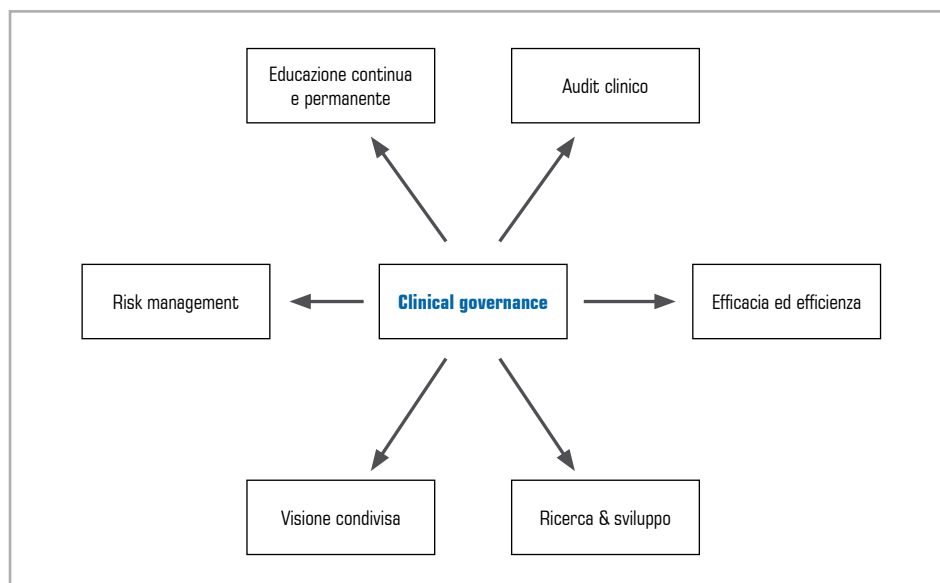 Educazione continua
e permanente
Audit clinico
Risk management
Clinical governance
Efficacia ed efficienza
Visione condivisa
Ricerca & sviluppo